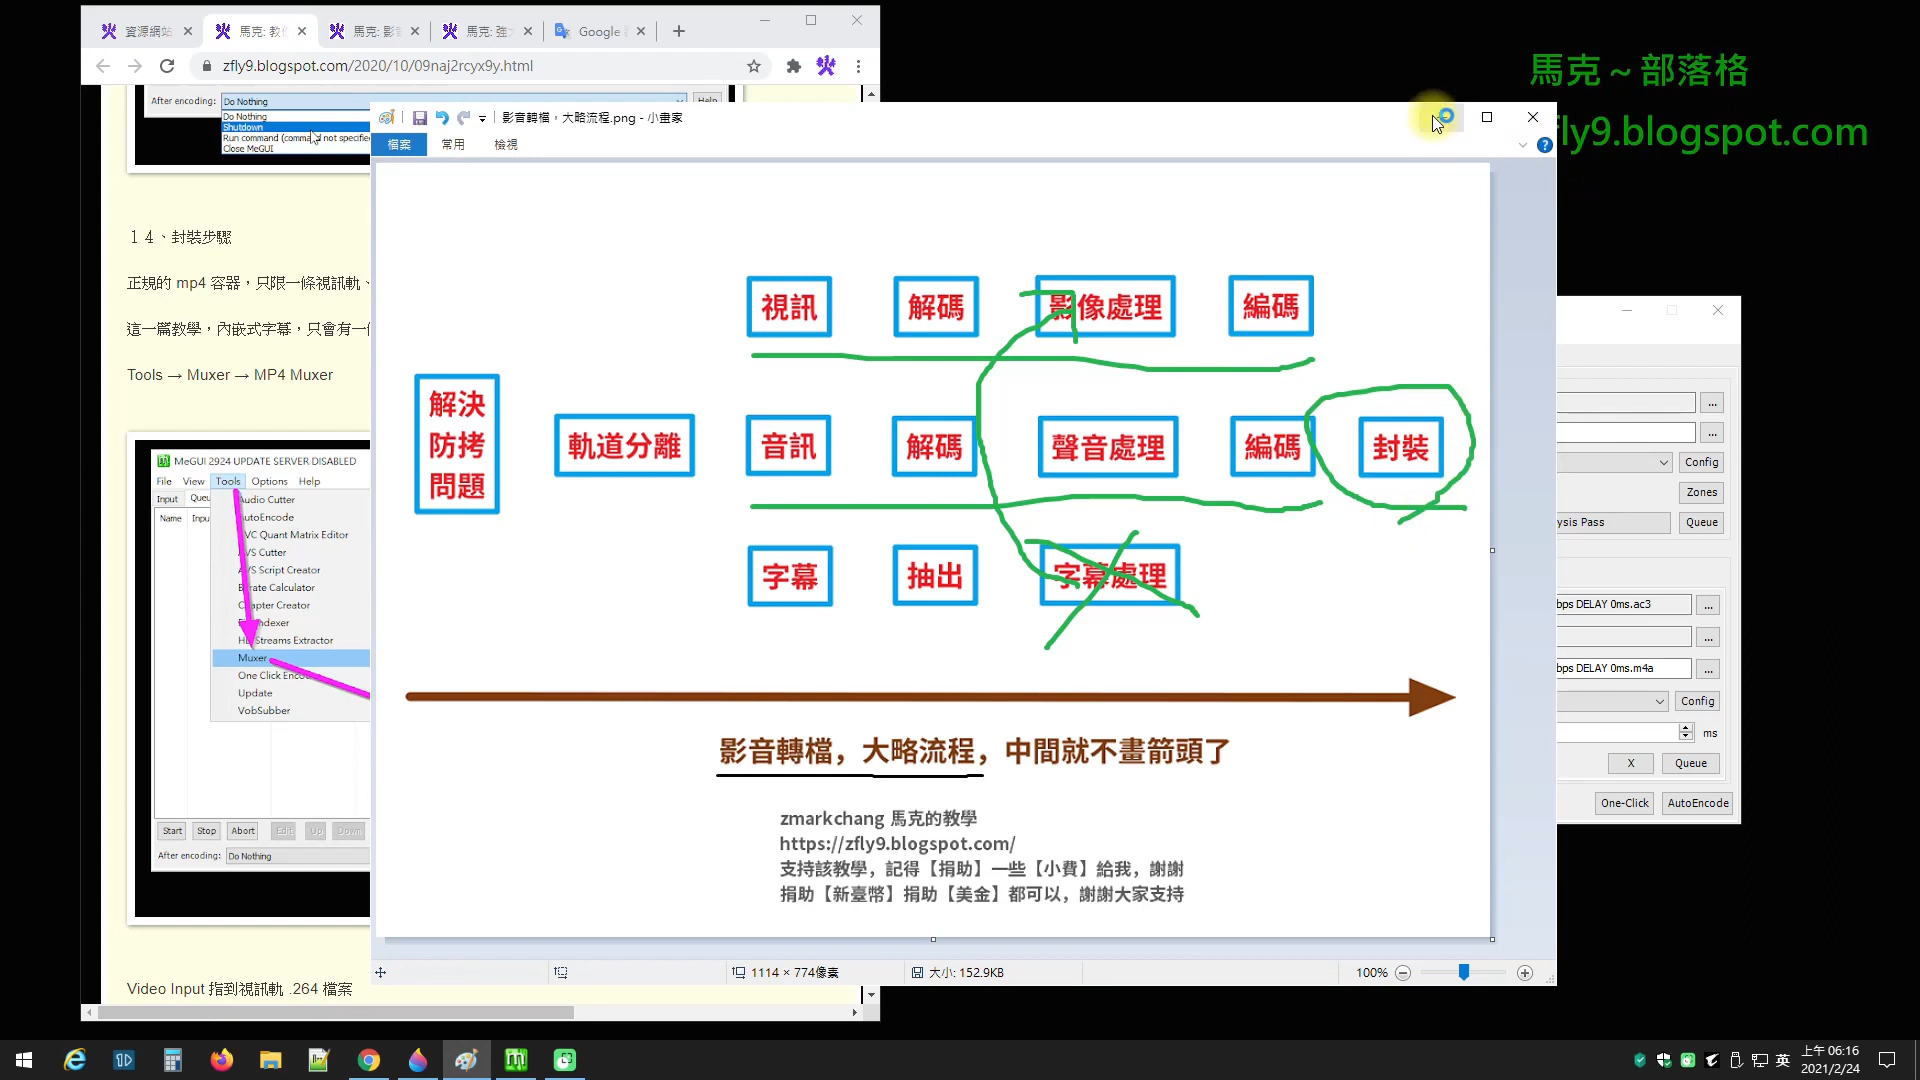 資源網站
馬克: 教
馬克: 影
馬克: 強
Google
zfly9.blogspot.com/2020/10/09naj2rcyx9y.html
馬克～部落格
fly9.blogspot.com
After encoding:
Do Nothing
Help
Do Nothing
Shutdown
Run command (command not specifie
Close MeGUI
影音轉檔，大略流程.png - 小畫家
檔案
常用
檢視
１４、封裝步驟
正規的 mp4 容器，只限一條視訊軌、
這一篇教學，內嵌式字幕，只會有一
Tools → Muxer → MP4 Muxer
視訊
解碼
影像處理
編碼
解決
防拷
問題
軌道分離
音訊
解碼
聲音處理
編碼
封裝
字幕
抽出
字幕處理
影音轉檔，大略流程，中間就不畫箭頭了
zmarkchang 馬克的教學
https://zfly9.blogspot.com/
支持該教學，記得【捐助】一些【小費】給我，謝謝
捐助【新臺幣】捐助【美金】都可以，謝謝大家支持
MeGUI 2924 UPDATE SERVER DISABLED
File View Tools Options Help
Input
Queu
Name
Inpu
Audio Cutter
AutoEncode
AVC Quant Matrix Editor
AVS Cutter
AVS Script Creator
Bitrate Calculator
Chapter Creator
HD Streams Extractor
Muxer
One Click Enco
Update
VobSubber
Start
Stop
Abort
Edit
Up
Down
After encoding:
Do Nothing
Video Input 指到視訊軌 .264 檔案
1114 × 774像素
大小: 152.9KB
100%
...
...
Config
Zones
ysis Pass
Queue
bps DELAY 0ms.ac3
...
...
bps DELAY 0ms.m4a
...
Config
ms
X
Queue
One-Click
AutoEncode
英
上午 06:16
2021/2/24